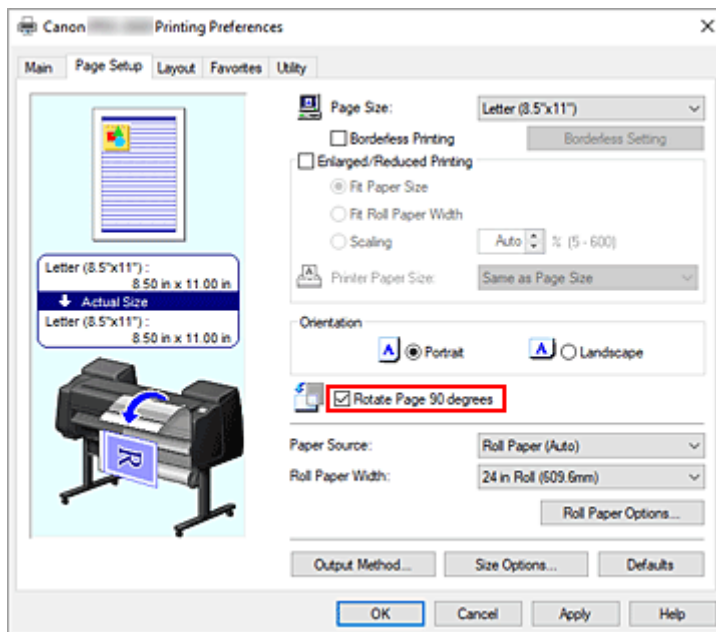 Canon Printing Preferences
Main Page Setup Layout Favorites Utility
Page Size: Letter (8.5"x11")
Borderless Printing Borderless Setting
Enlarged/Reduced Printing
Fit Paper Size
Fit Roll Paper Width
Scaling Auto % (5 - 600)
Printer Paper Size: Same as Page Size
Letter (8.5"x11") :
8.50 in x 11.00 in
Actual Size
Letter (8.5"x11") :
8.50 in x 11.00 in
Orientation
A Portrait A Landscape
Rotate Page 90 degrees
R
Paper Source: Roll Paper (Auto)
Roll Paper Width: 24 in Roll (609.6mm)
Roll Paper Options...
Output Method... Size Options... Defaults
OK Cancel Apply Help